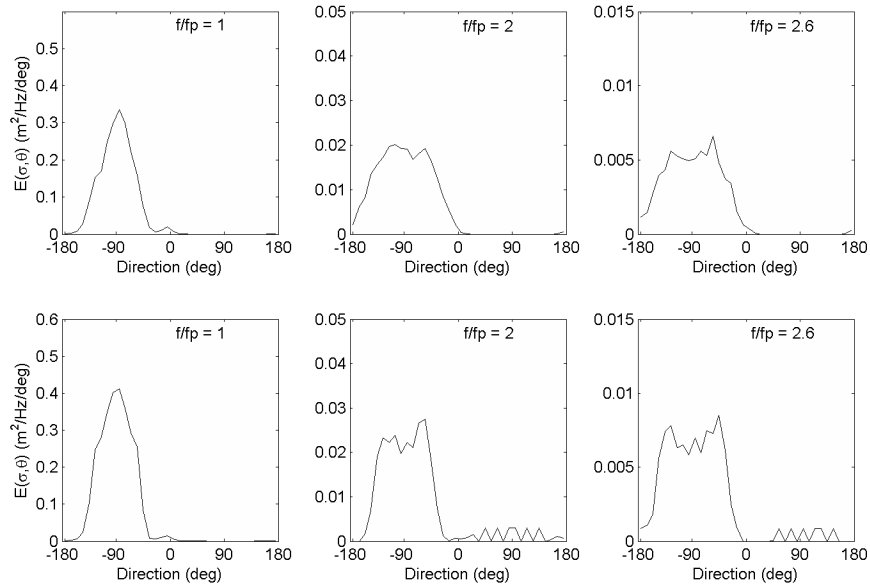 f/fp = 1
f/fp = 2
f/fp = 2.6
0.5
0.4
0.3
0.2
0.1
0
E(σ,θ) (m²/Hz/deg)
-180 -90 0 90 180
Direction (deg)
0.05
0.04
0.03
0.02
0.01
0
-180 -90 0 90 180
Direction (deg)
0.015
0.01
0.005
0
-180 -90 0 90 180
Direction (deg)
f/fp = 1
f/fp = 2
f/fp = 2.6
0.6
0.5
0.4
0.3
0.2
0.1
0
E(σ,θ) (m²/Hz/deg)
-180 -90 0 90 180
Direction (deg)
0.05
0.04
0.03
0.02
0.01
0
-180 -90 0 90 180
Direction (deg)
0.015
0.01
0.005
0
-180 -90 0 90 180
Direction (deg)